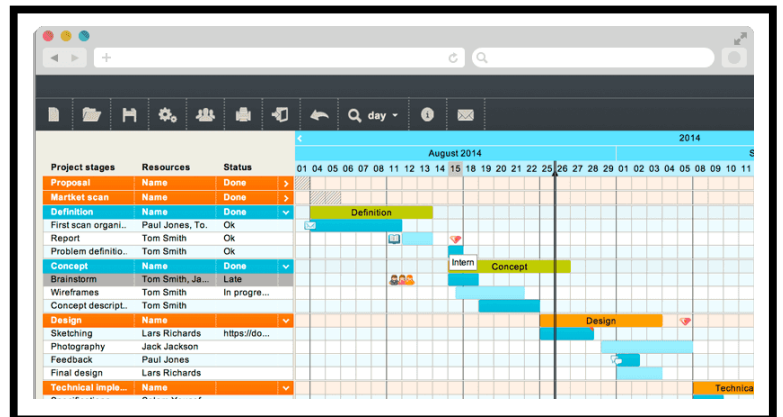 day
2014
August 2014
S
Project stages Resources Status 01 04 05 06 07 08 11 12 13 14 15 18 19 20 21 22 25 26 27 28 29 01 02 03 04 05 08 09 10 11
Proposal Name Done
Martket scan Name Done
Definition Name Done Definition
First scan organi.. Paul Jones, To. Ok
Report Tom Smith Ok
Problem definitio.. Tom Smith Ok
Intern
Concept Name Done Concept
Brainstorm Tom Smith, Ja... Late
Wireframes Tom Smith In progre...
Concept descript.. Tom Smith
Design Name Design
Sketching Lars Richards https://do...
Photography Jack Jackson
Feedback Paul Jones
Final design Lars Richards
Technical imple... Name Technica